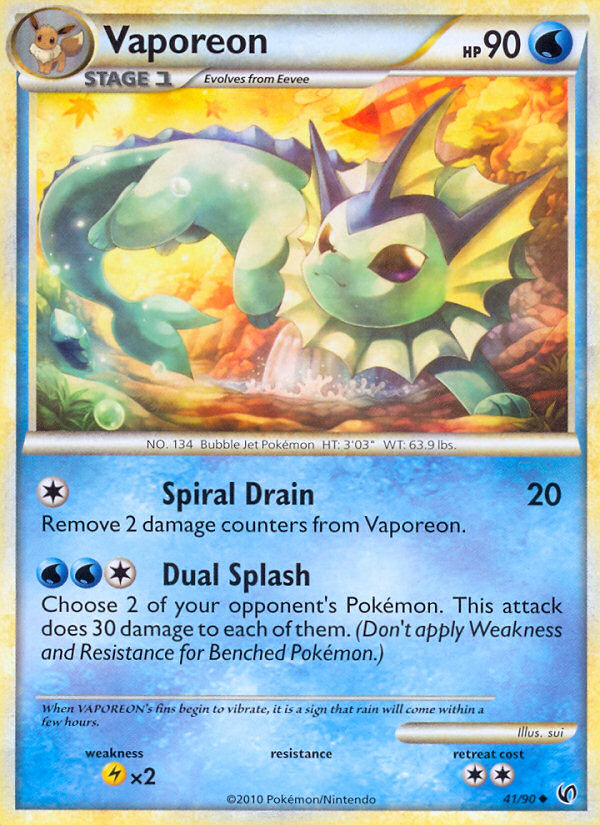 Vaporeon
HP 90
STAGE 1
Evolves from Eevee
NO. 134 Bubble Jet Pokémon HT: 3'03" WT: 63.9 lbs.
Spiral Drain 20
Remove 2 damage counters from Vaporeon.
Dual Splash
Choose 2 of your opponent's Pokémon. This attack
does 30 damage to each of them. (Don't apply Weakness
and Resistance for Benched Pokémon.)
When VAPOREON's fins begin to vibrate, it is a sign that rain will come within a
few hours.
Illus. sui
weakness resistance retreat cost
×2
©2010 Pokémon/Nintendo
41/90